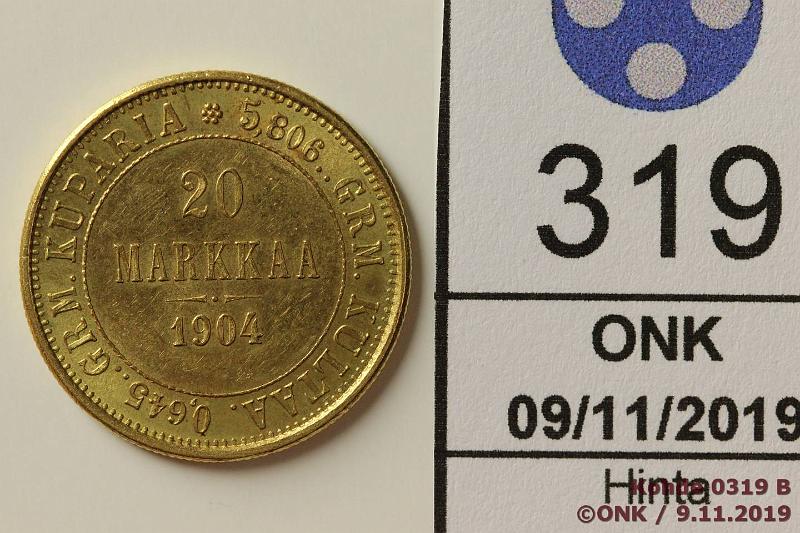 ✻ 5,806.. GRM. KULTAA. 0,645.. GRM. KUPARIA
20
MARKKAA
1904
319
ONK
09/11/2019
Hinta
Kohde 0319 B
©ONK / 9.11.2019